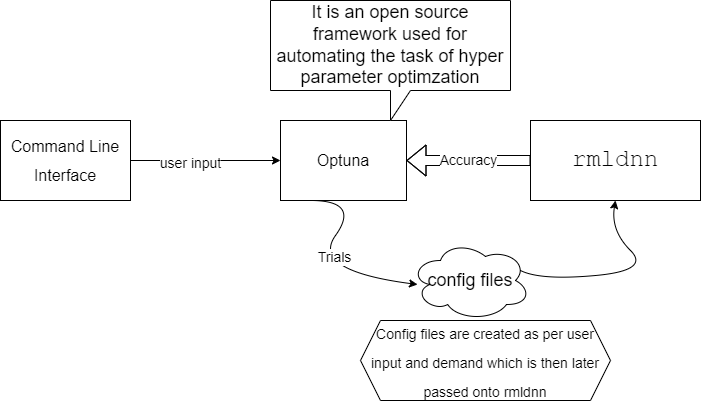 It is an open source
framework used for
automating the task of hyper
parameter optimzation
Command Line
Interface
user input
Optuna
Accuracy
rmldnn
Trials
config files
Config files are created as per user
input and demand which is then later
passed onto rmldnn